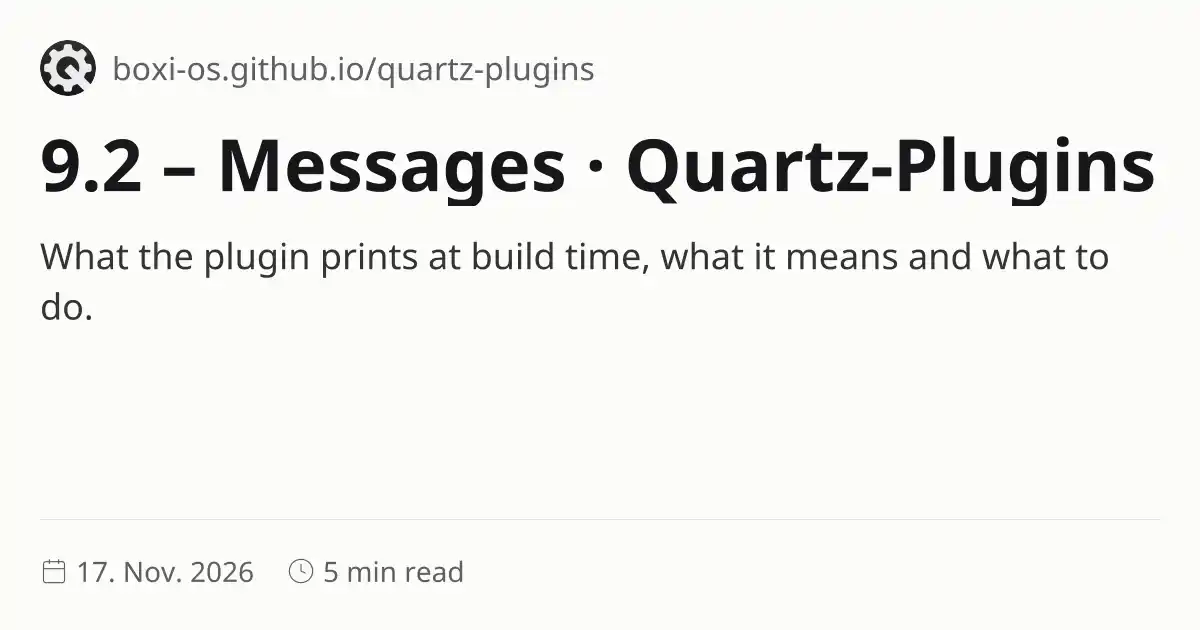 boxi-os.github.io/quartz-plugins
9.2 – Messages · Quartz-Plugins
What the plugin prints at build time, what it means and what to
do.
17. Nov. 2026 5 min read